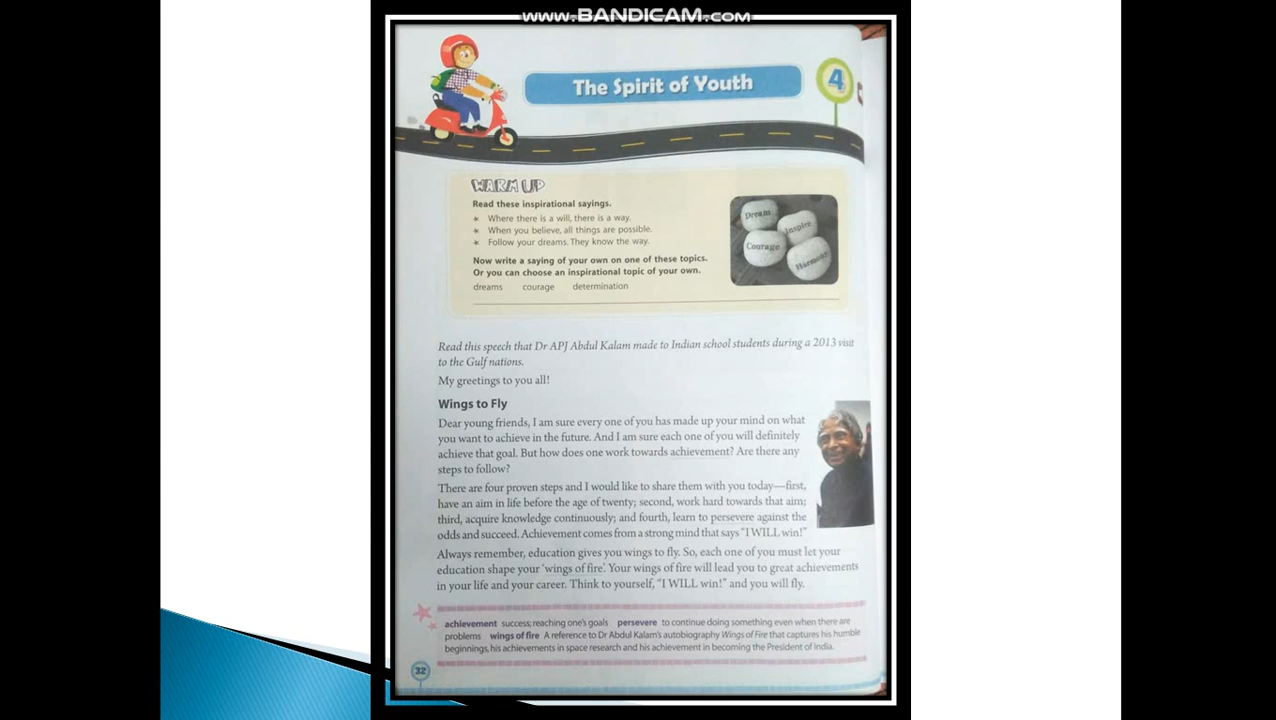 www.BANDICAM.com
The Spirit of Youth
4
WARM UP
Read these inspirational sayings.
* Where there is a will, there is a way.
* When you believe, all things are possible.
* Follow your dreams. They know the way.
Now write a saying of your own on one of these topics.
Or you can choose an inspirational topic of your own.
dreams courage determination
Dream
Inspire
Courage
Harmony
Read this speech that Dr APJ Abdul Kalam made to Indian school students during a 2013 visit
to the Gulf nations.
My greetings to you all!
Wings to Fly
Dear young friends, I am sure every one of you has made up your mind on what
you want to achieve in the future. And I am sure each one of you will definitely
achieve that goal. But how does one work towards achievement? Are there any
steps to follow?
There are four proven steps and I would like to share them with you today—first,
have an aim in life before the age of twenty; second, work hard towards that aim;
third, acquire knowledge continuously; and fourth, learn to persevere against the
odds and succeed. Achievement comes from a strong mind that says "I WILL win!"
Always remember, education gives you wings to fly. So, each one of you must let your
education shape your 'wings of fire'. Your wings of fire will lead you to great achievements
in your life and your career. Think to yourself, "I WILL win!" and you will fly.
achievement success; reaching one's goals persevere to continue doing something even when there are
problems wings of fire A reference to Dr Abdul Kalam's autobiography Wings of Fire that captures his humble
beginnings, his achievements in space research and his achievement in becoming the President of India.
32